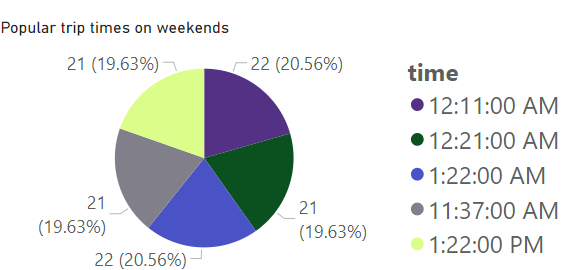 Popular trip times on weekends
21 (19.63%)
22 (20.56%)
21
(19.63%)
21
(19.63%)
22 (20.56%)
time
12:11:00 AM
12:21:00 AM
1:22:00 AM
11:37:00 AM
1:22:00 PM